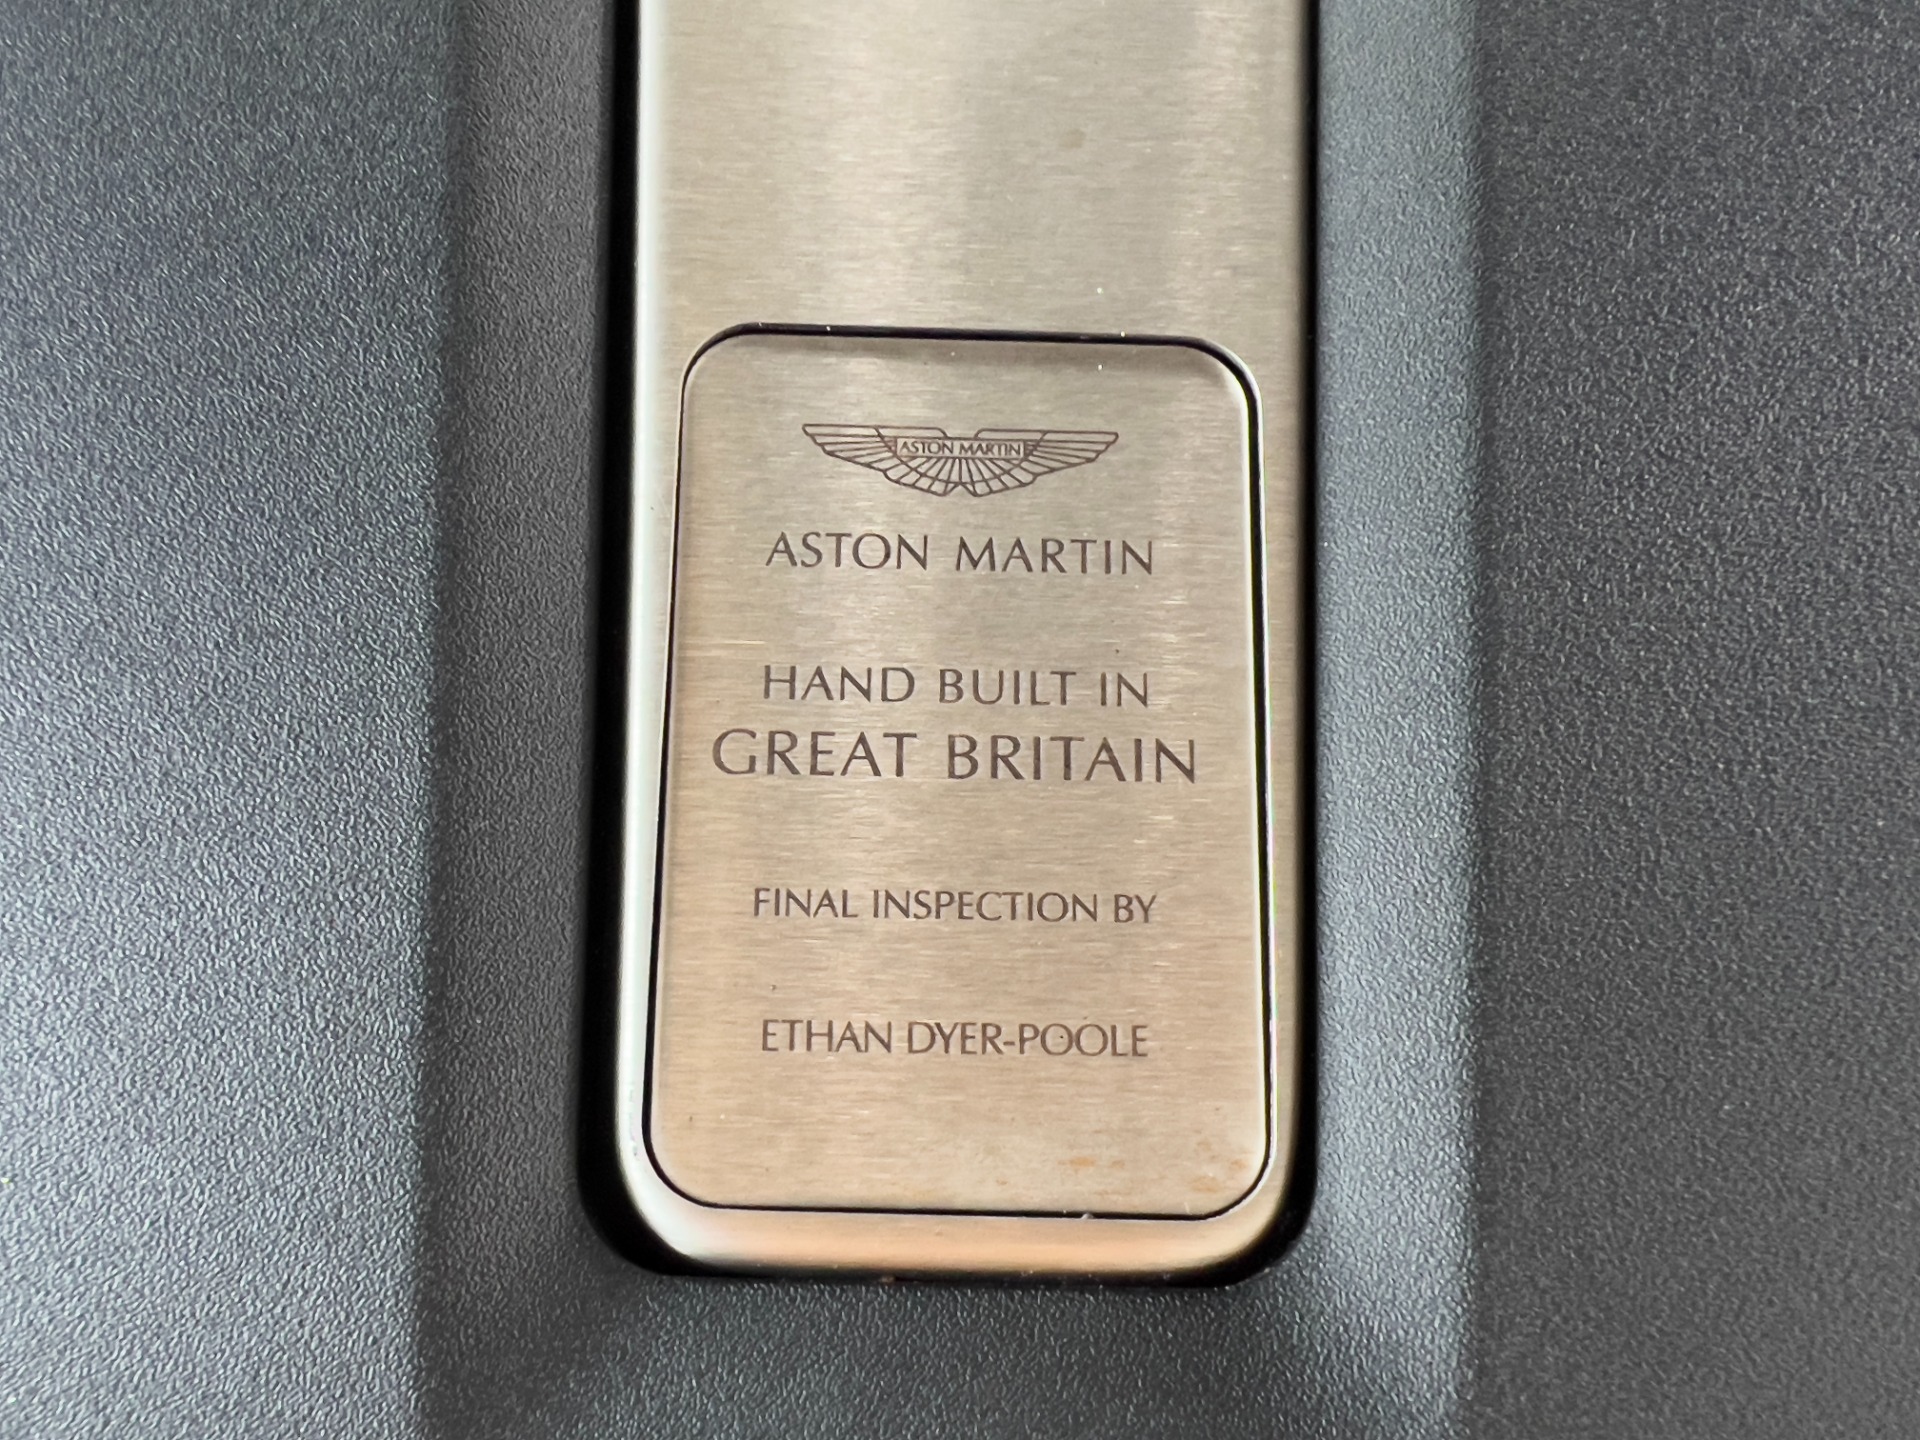 ASTON MARTIN
ASTON MARTIN
HAND BUILT IN
GREAT BRITAIN
FINAL INSPECTION BY
ETHAN DYER-POOLE